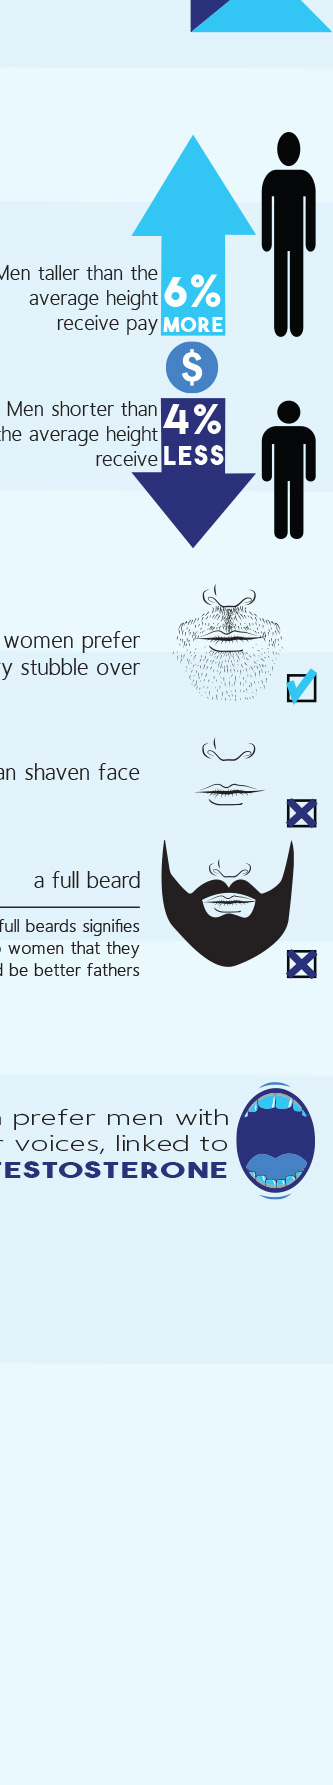 Men taller than the
average height
receive pay
6%
MORE
$
Men shorter than
the average height
receive
4%
LESS
women prefer
y stubble over
an shaven face
a full beard
full beards signifies
o women that they
d be better fathers
prefer men with
r voices, linked to
TESTOSTERONE